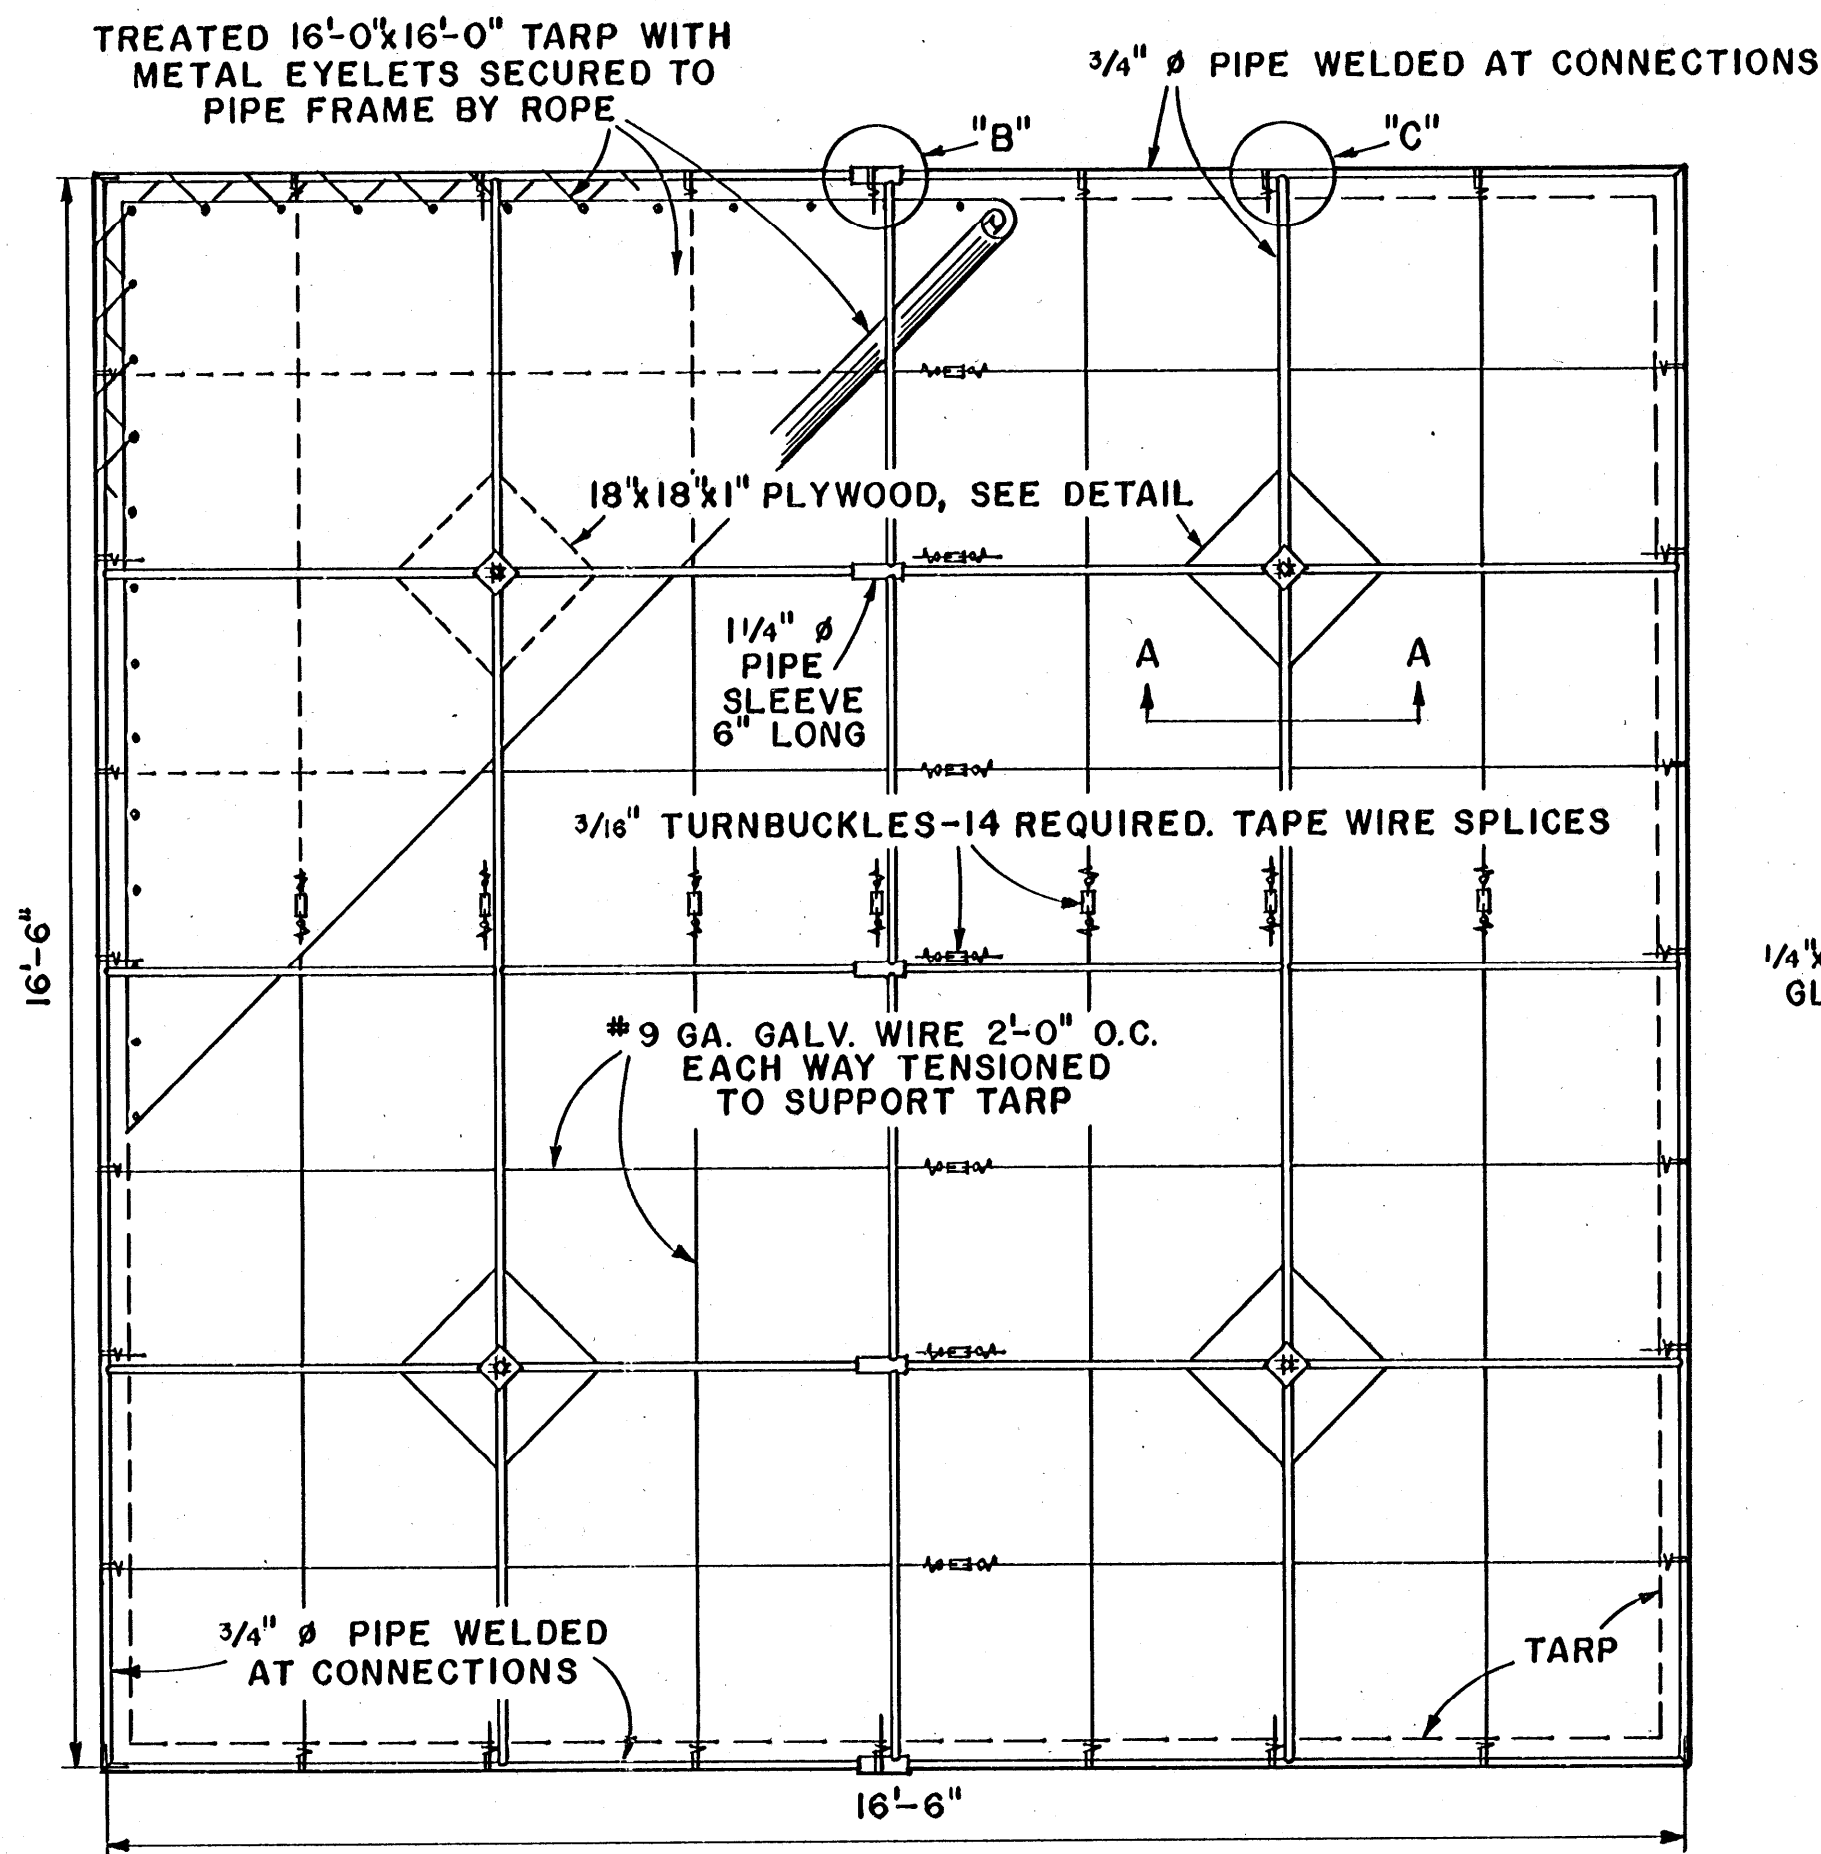 TREATED 16'-0"x16'-0" TARP WITH
METAL EYELETS SECURED TO
PIPE FRAME BY ROPE
3/4" ø PIPE WELDED AT CONNECTIONS
"B"
"C"
18"x18"x1" PLYWOOD, SEE DETAIL
1 1/4" ø
PIPE
SLEEVE
6" LONG
A
A
3/16" TURNBUCKLES-14 REQUIRED. TAPE WIRE SPLICES
16'-6"
1/4"x
GL
#9 GA. GALV. WIRE 2'-0" O.C.
EACH WAY TENSIONED
TO SUPPORT TARP
3/4" ø PIPE WELDED
AT CONNECTIONS
TARP
16'-6"